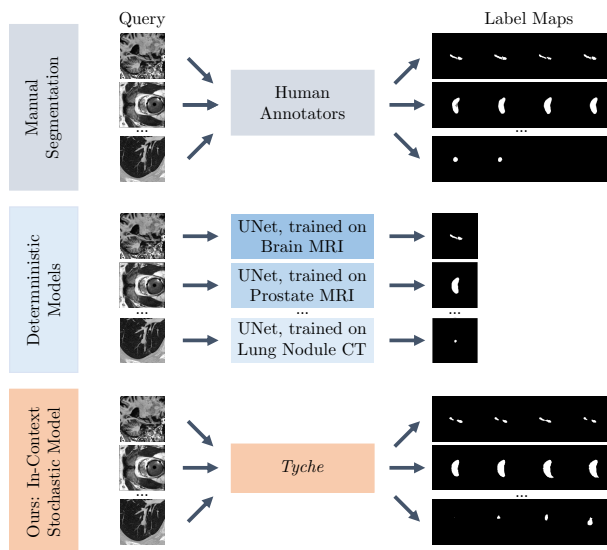 Query
Label Maps
Manual
Segmentation
Human
Annotators
...
...
Deterministic
Models
UNet, trained on
Brain MRI
UNet, trained on
Prostate MRI
...
...
...
UNet, trained on
Lung Nodule CT
Ours: In-Context
Stochastic Model
Tyche
...
...